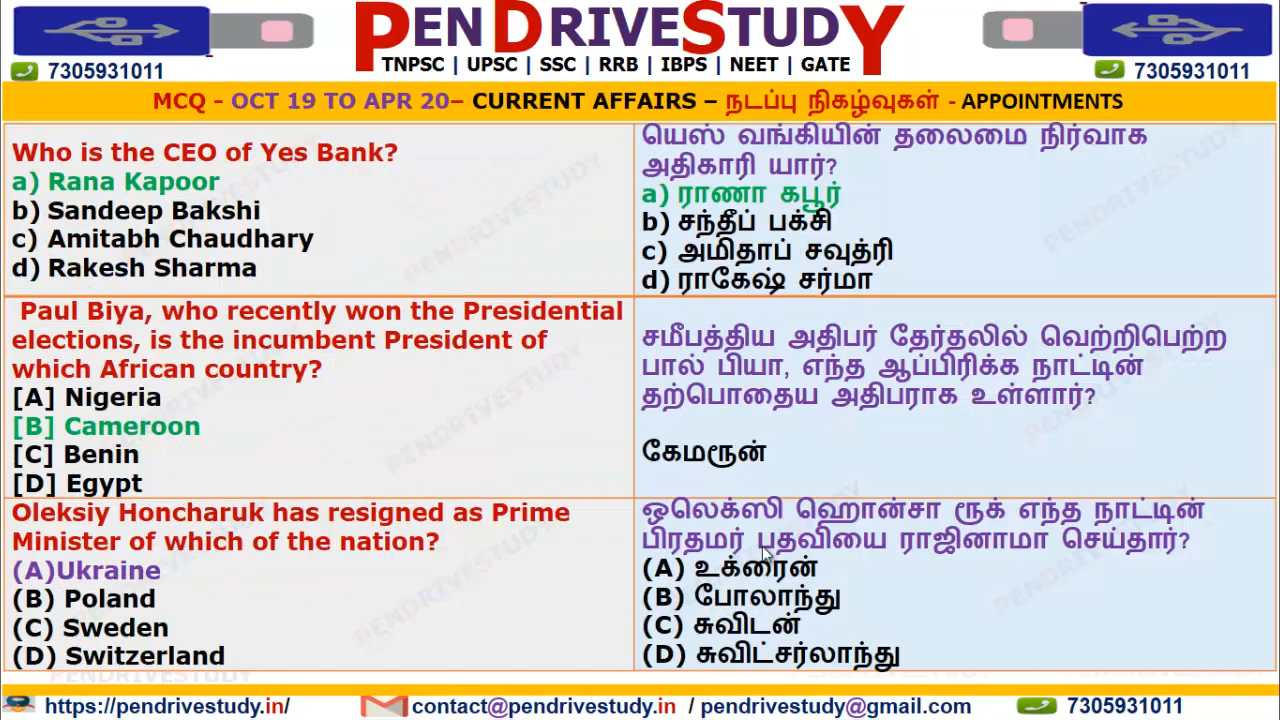 PENDRIVESTUDY
TNPSC | UPSC | SSC | RRB | IBPS | NEET | GATE
7305931011
7305931011
MCQ - OCT 19 TO APR 20– CURRENT AFFAIRS – நடப்பு நிகழ்வுகள் - APPOINTMENTS
Who is the CEO of Yes Bank?
a) Rana Kapoor
b) Sandeep Bakshi
c) Amitabh Chaudhary
d) Rakesh Sharma
யெஸ் வங்கியின் தலைமை நிர்வாக
அதிகாரி யார்?
a) ராணா கபூர்
b) சந்தீப் பக்சி
c) அமிதாப் சவுத்ரி
d) ராகேஷ் சர்மா
Paul Biya, who recently won the Presidential
elections, is the incumbent President of
which African country?
[A] Nigeria
[B] Cameroon
[C] Benin
[D] Egypt
சமீபத்திய அதிபர் தேர்தலில் வெற்றிபெற்ற
பால் பியா, எந்த ஆப்பிரிக்க நாட்டின்
தற்பொதைய அதிபராக உள்ளார்?
கேமரூன்
Oleksiy Honcharuk has resigned as Prime
Minister of which of the nation?
(A)Ukraine
(B) Poland
(C) Sweden
(D) Switzerland
ஒலெக்ஸி ஹொன்சா ரூக் எந்த நாட்டின்
பிரதமர் பதவியை ராஜினாமா செய்தார்?
(A) உக்ரைன்
(B) போலாந்து
(C) சுவிடன்
(D) சுவிட்சர்லாந்து
https://pendrivestudy.in/
contact@pendrivestudy.in / pendrivestudy@gmail.com
7305931011